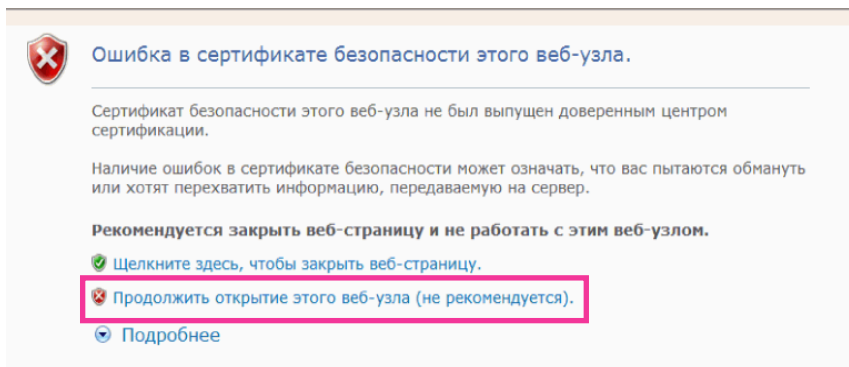 Ошибка в сертификате безопасности этого веб-узла.
Сертификат безопасности этого веб-узла не был выпущен доверенным центром
сертификации.
Наличие ошибок в сертификате безопасности может означать, что вас пытаются обмануть
или хотят перехватить информацию, передаваемую на сервер.
Рекомендуется закрыть веб-страницу и не работать с этим веб-узлом.
Щелкните здесь, чтобы закрыть веб-страницу.
Продолжить открытие этого веб-узла (не рекомендуется).
Подробнее